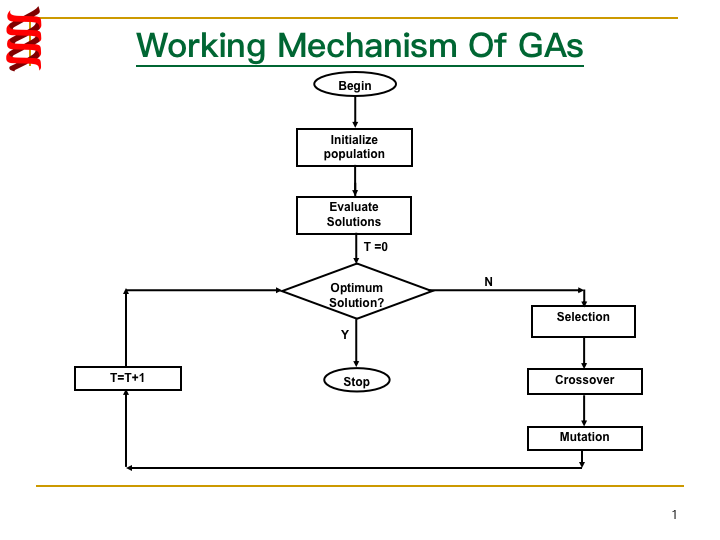 Working Mechanism Of GAs
Begin
Initialize
population
Evaluate
Solutions
T =0
Optimum
Solution?
N
Selection
Y
T=T+1
Stop
Crossover
Mutation
1